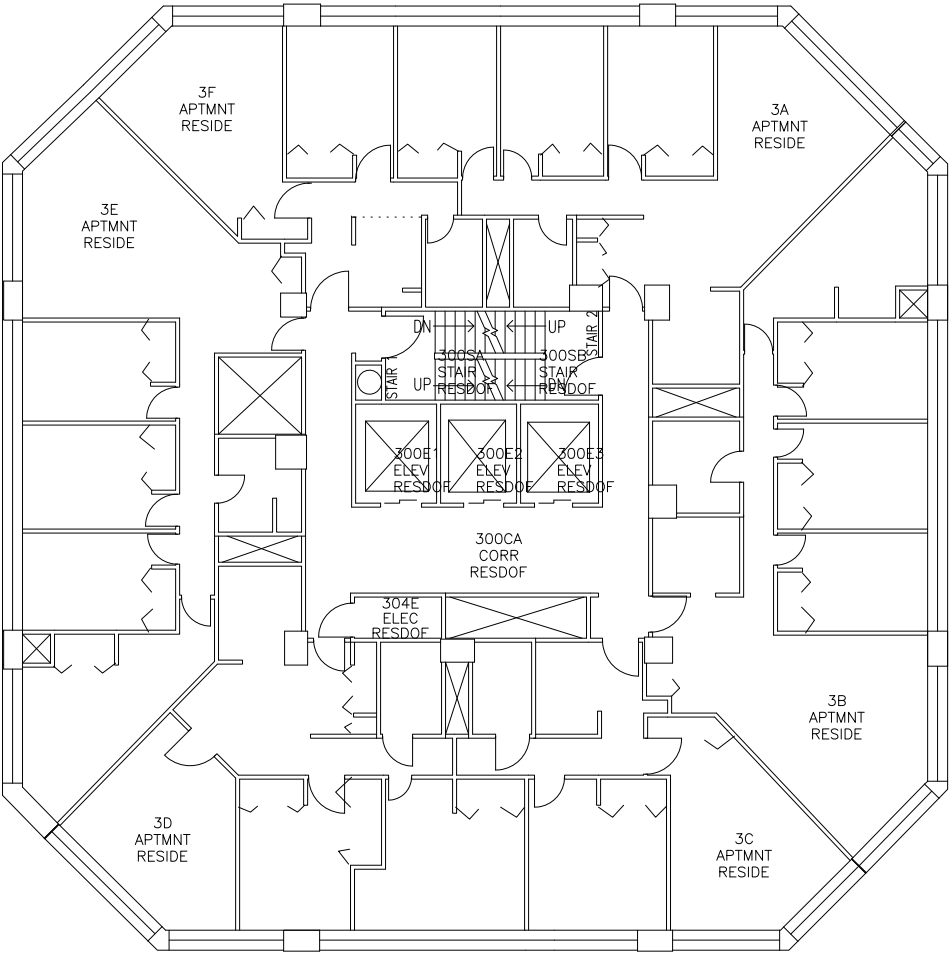 3F
APTMNT
RESIDE
3A
APTMNT
RESIDE
3E
APTMNT
RESIDE
DN
UP
STAIR 2
300SA
STAIR
RESDOF
300SB
STAIR
RESDOF
UP
DN
STAIR 1
300E1
ELEV
RESDOF
300E2
ELEV
RESDOF
300E3
ELEV
RESDOF
300CA
CORR
RESDOF
304E
ELEC
RESDOF
3B
APTMNT
RESIDE
3D
APTMNT
RESIDE
3C
APTMNT
RESIDE